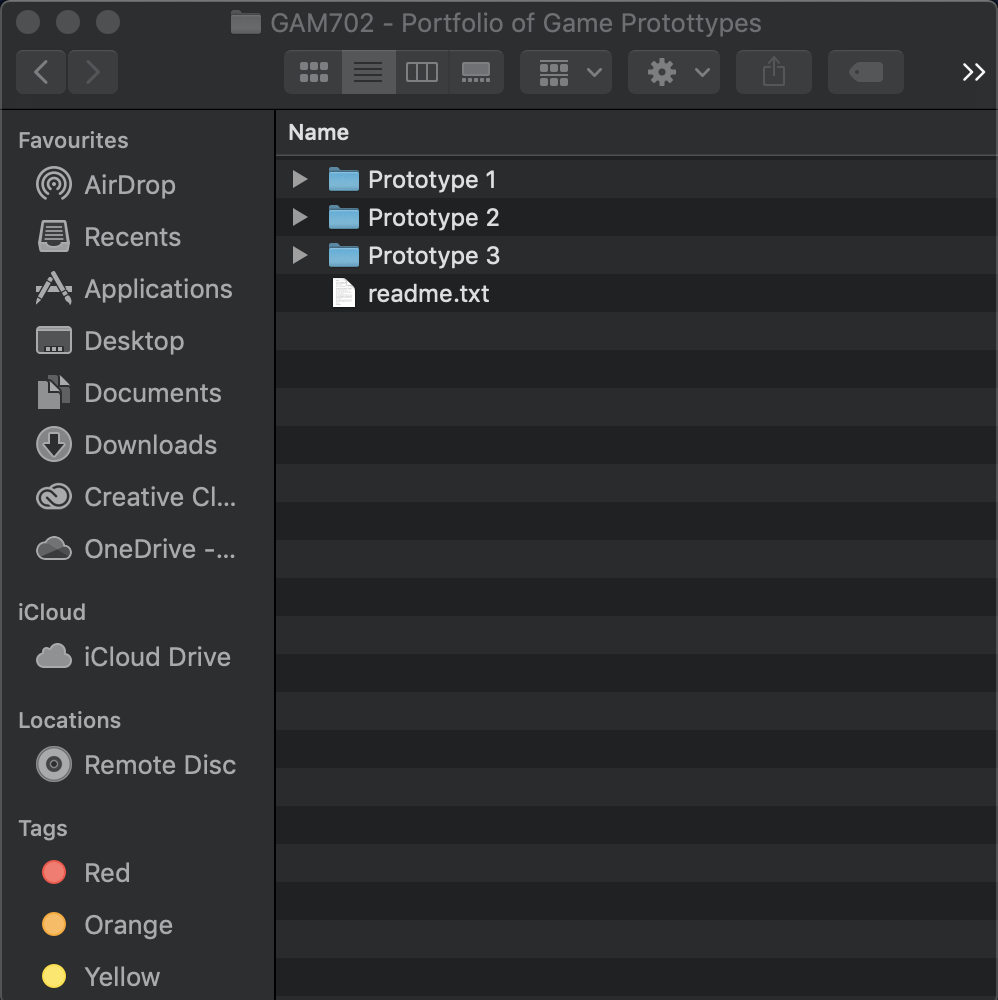 GAM702 - Portfolio of Game Protottypes
Favourites
AirDrop
Recents
Applications
Desktop
Documents
Downloads
Creative Cl...
OneDrive -...
iCloud
iCloud Drive
Locations
Remote Disc
Tags
Red
Orange
Yellow
Name
Prototype 1
Prototype 2
Prototype 3
readme.txt